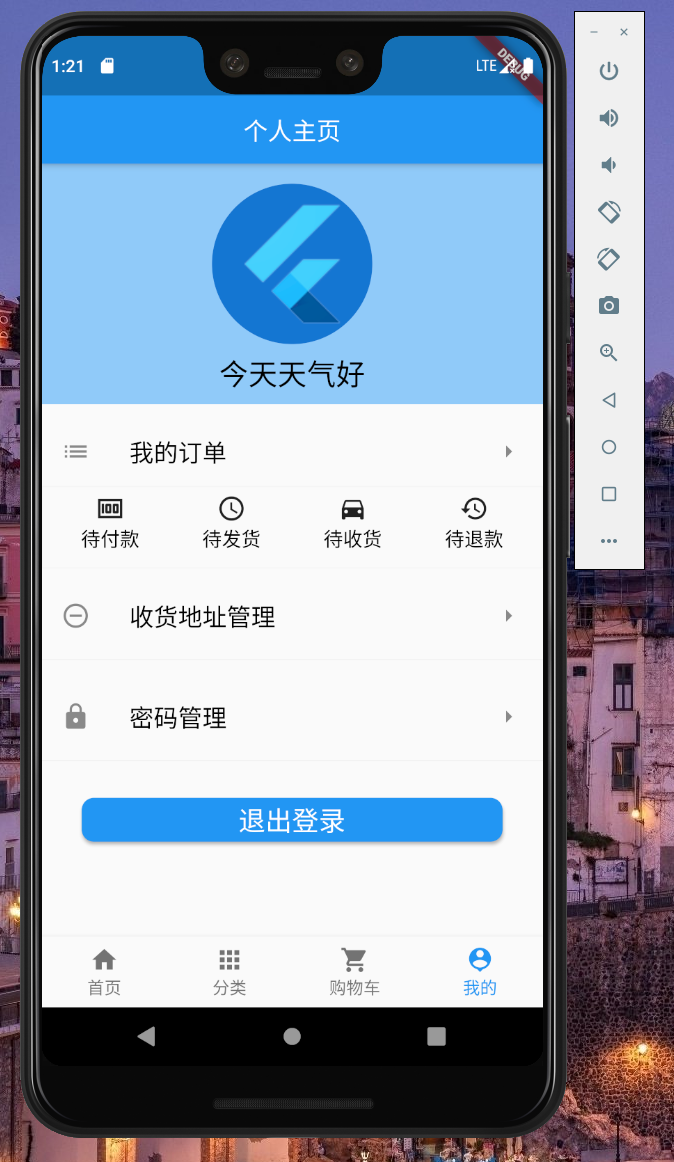 1:21 LTE
DEBUG
个人主页
今天天气好
我的订单
待付款 待发货 待收货 待退款
收货地址管理
密码管理
退出登录
首页 分类 购物车 我的